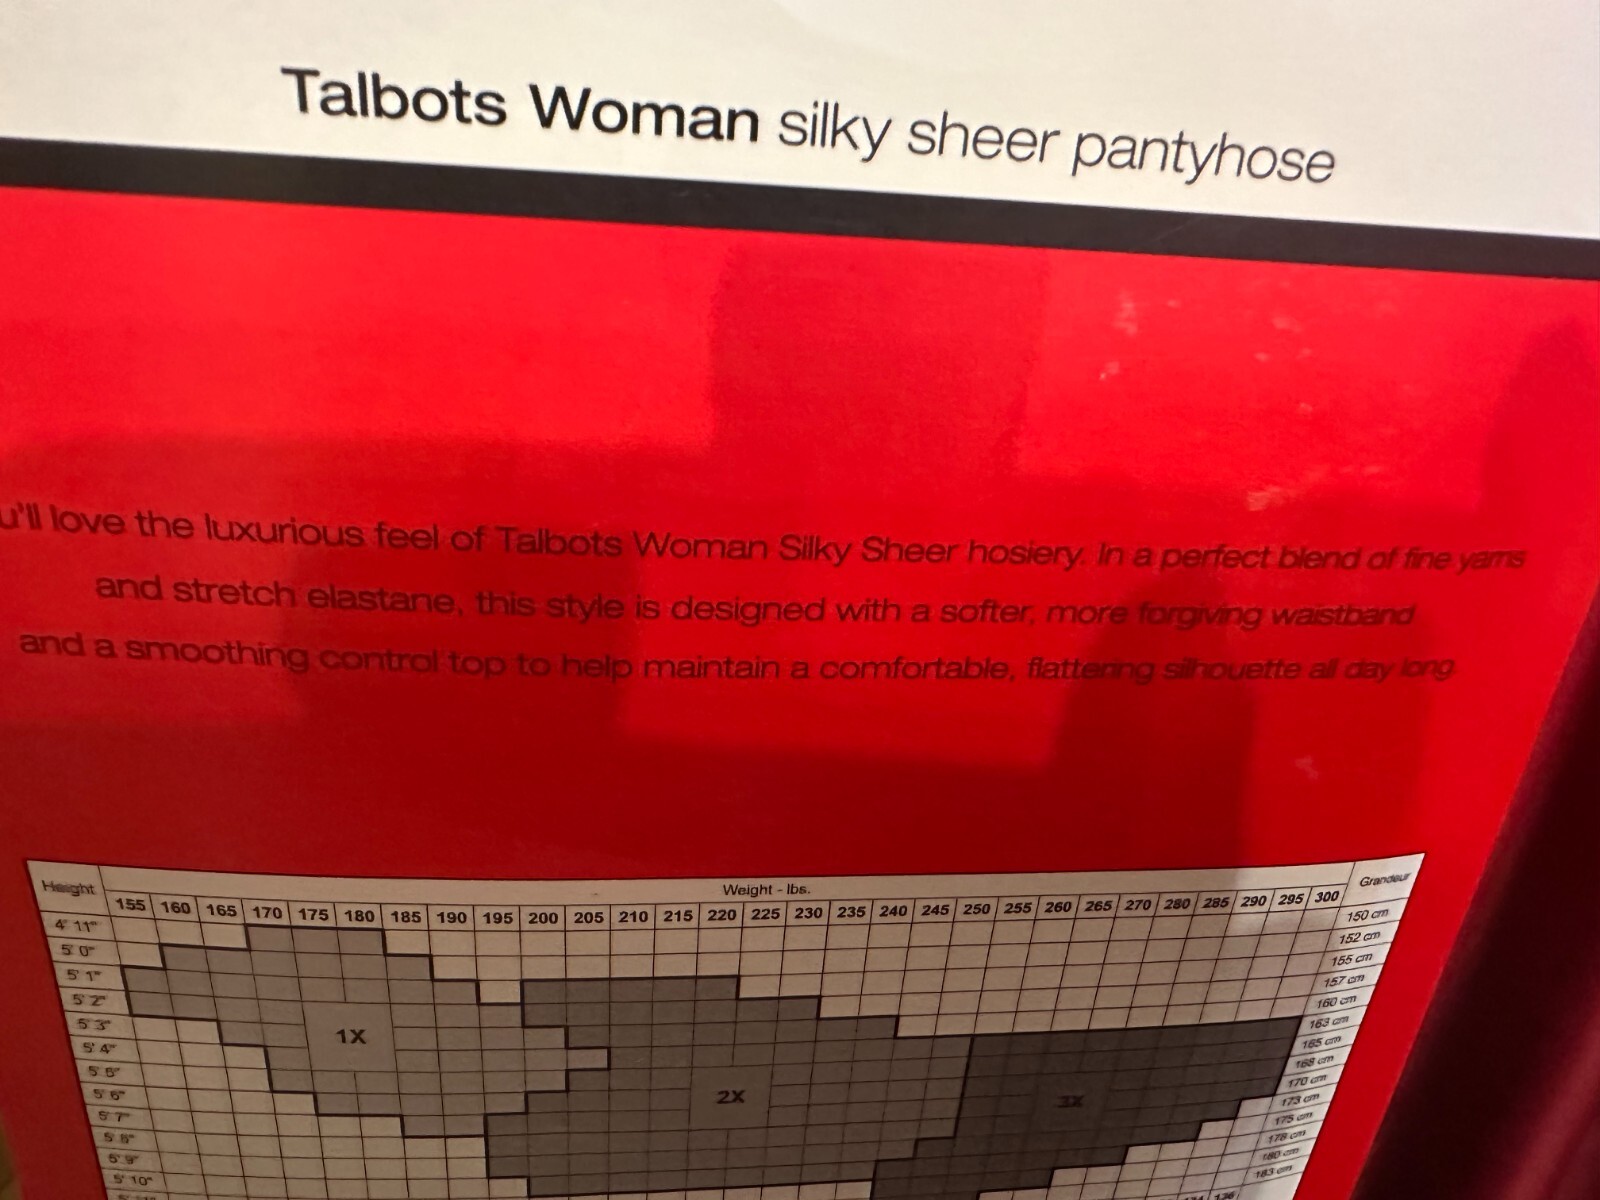 Talbots Woman silky sheer pantyhose
u'll love the luxurious feel of Talbots Woman Silky Sheer hosiery. In a perfect blend of fine yarns
and stretch elastane, this style is designed with a softer, more forgiving waistband
and a smoothing control top to help maintain a comfortable, flattering silhouette all day long.
Height Weight - lbs. Grandeur
155 160 165 170 175 180 185 190 195 200 205 210 215 220 225 230 235 240 245 250 255 260 265 270 280 285 290 295 300
4' 11" 150 cm
5' 0" 152 cm
5' 1" 155 cm
5' 2" 157 cm
5' 3" 160 cm
5' 4" 163 cm
5' 5" 165 cm
5' 6" 168 cm
5' 7" 170 cm
5' 8" 173 cm
5' 9" 175 cm
5' 10" 178 cm
180 cm
183 cm
1X
2X
3X